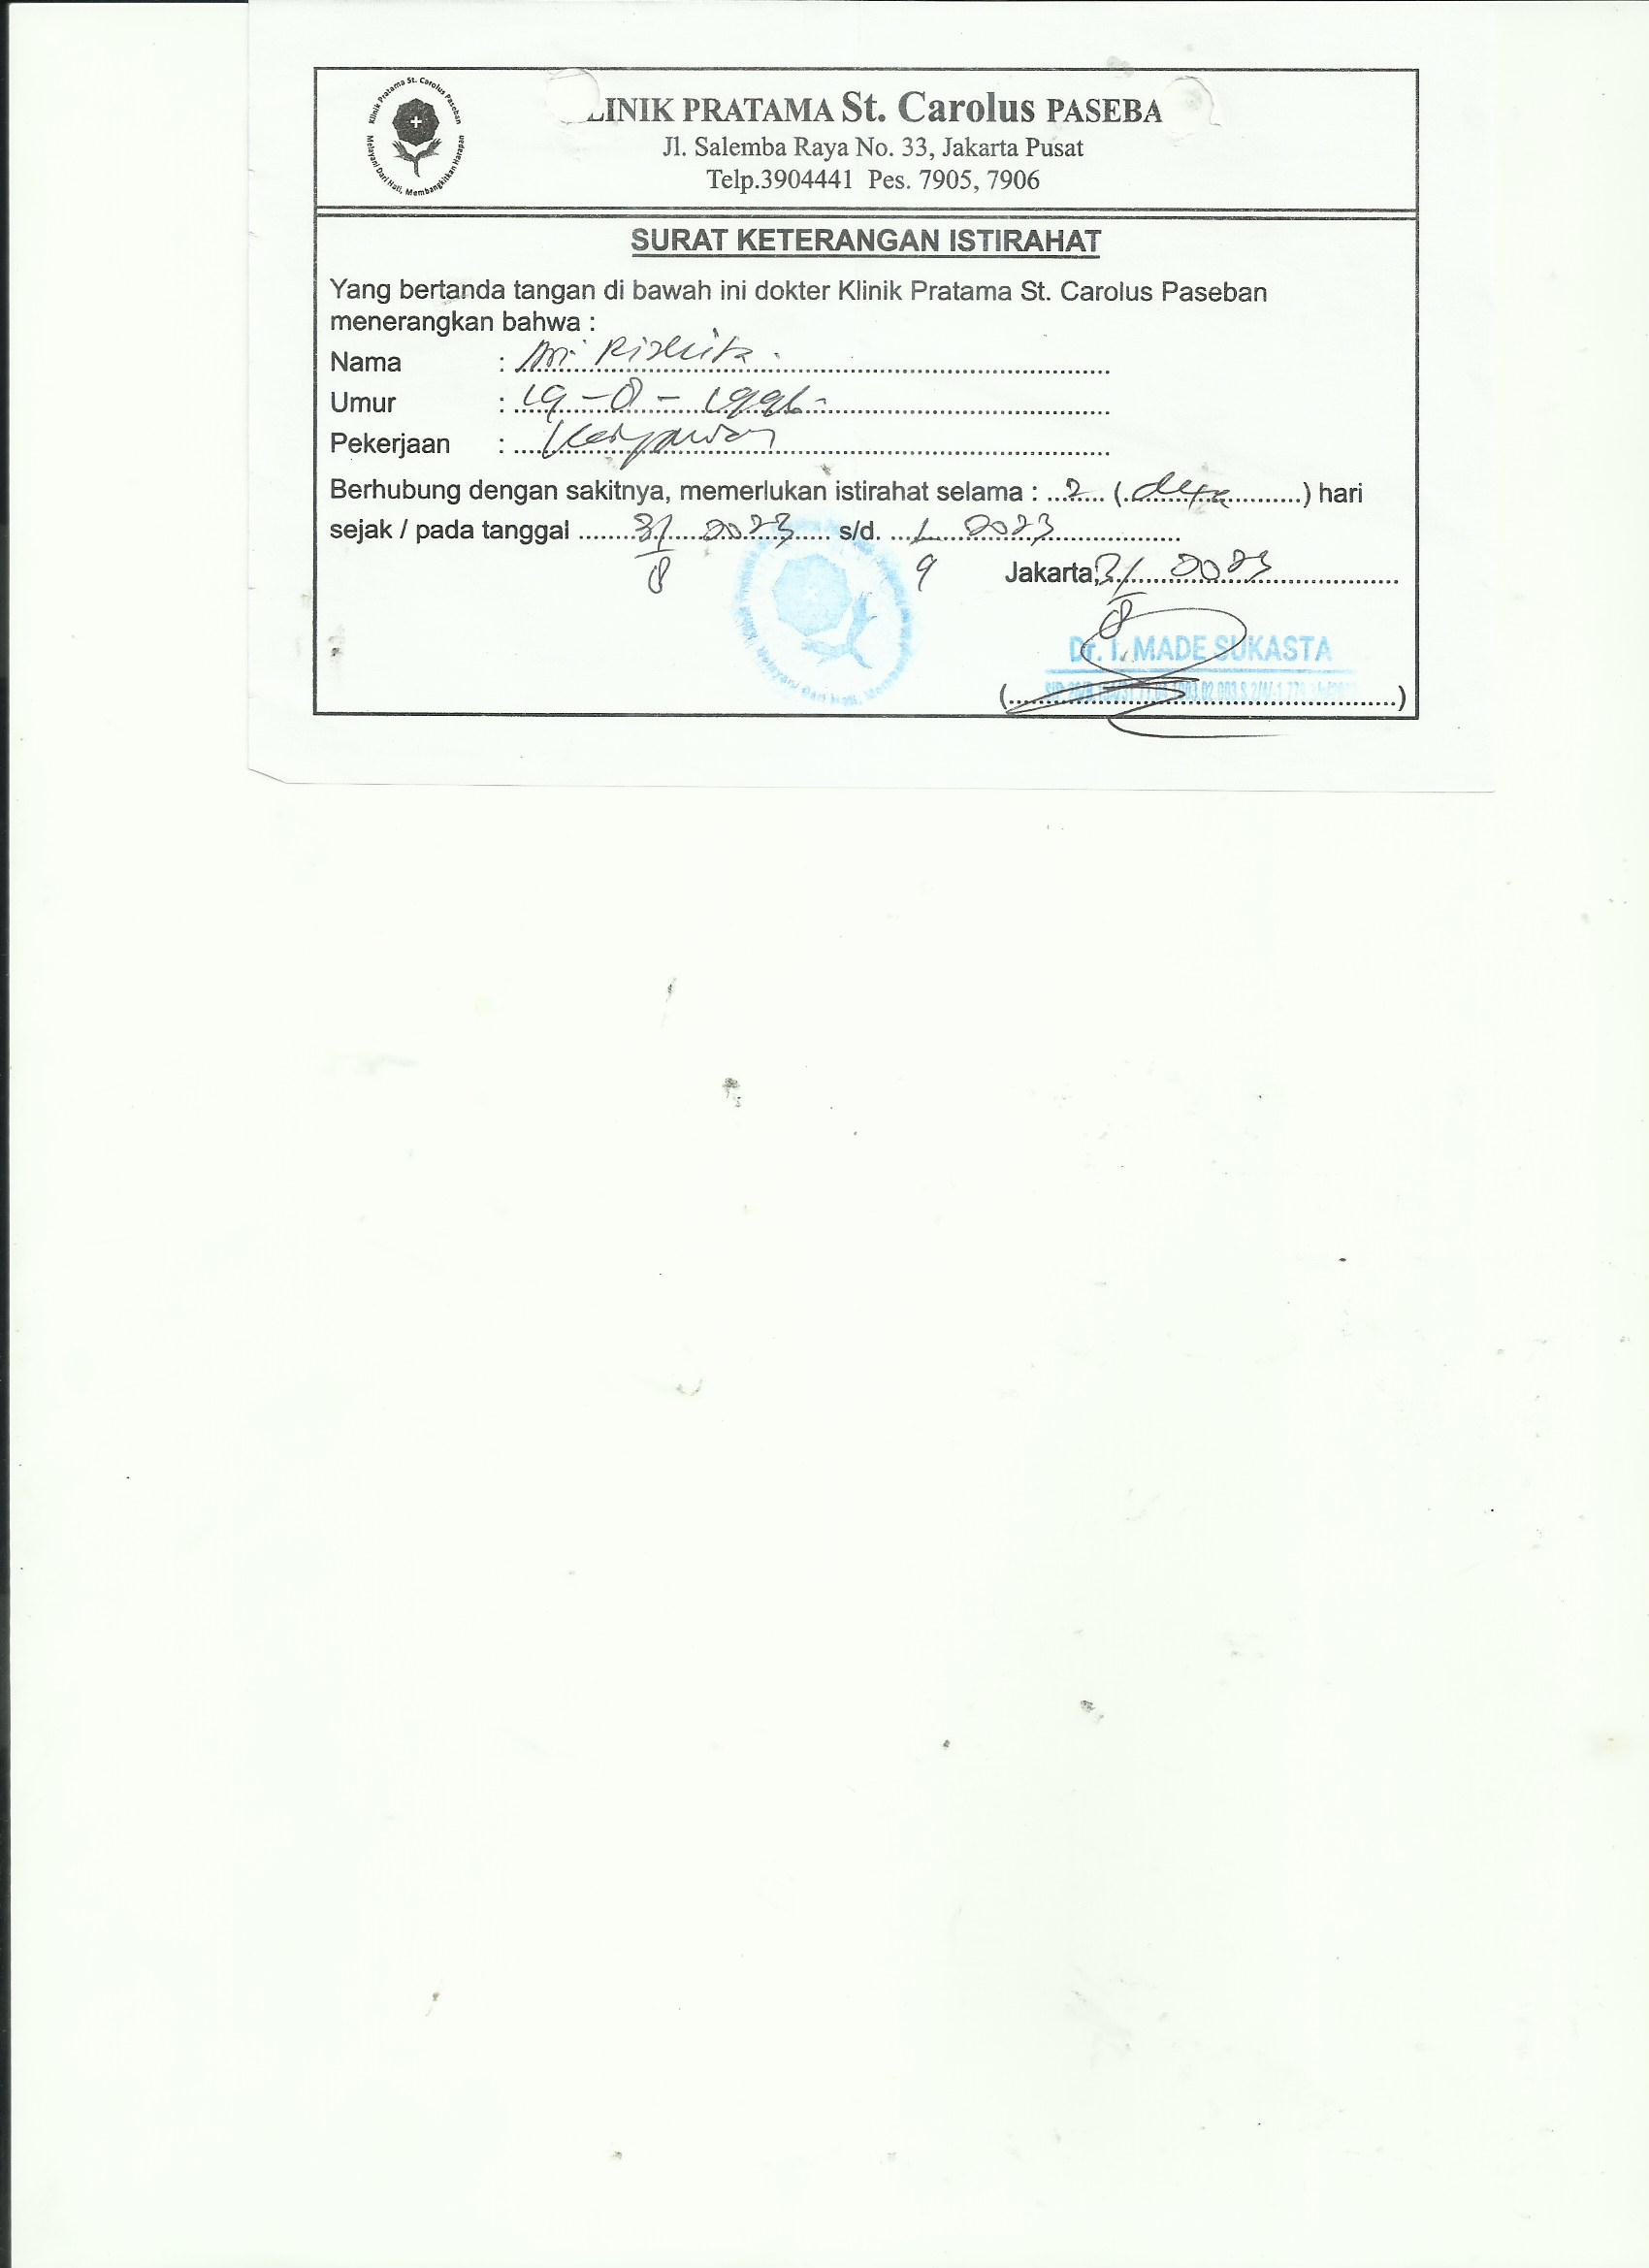 Klinik Pratama St. Carolus Paseban
Melayani Dari Hati, Membangkitkan Harapan
LINIK PRATAMA St. Carolus PASEBA
Jl. Salemba Raya No. 33, Jakarta Pusat
Telp.3904441 Pes. 7905, 7906
SURAT KETERANGAN ISTIRAHAT
Yang bertanda tangan di bawah ini dokter Klinik Pratama St. Carolus Paseban
menerangkan bahwa :
Nama :
Umur : 19-8-1996
Pekerjaan : Karyawan
Berhubung dengan sakitnya, memerlukan istirahat selama : 2 (dua) hari
sejak / pada tanggal 31/8 2023 s/d. 1/9 2023
Jakarta, 31/8 2023
Dr. I. MADE SUKASTA